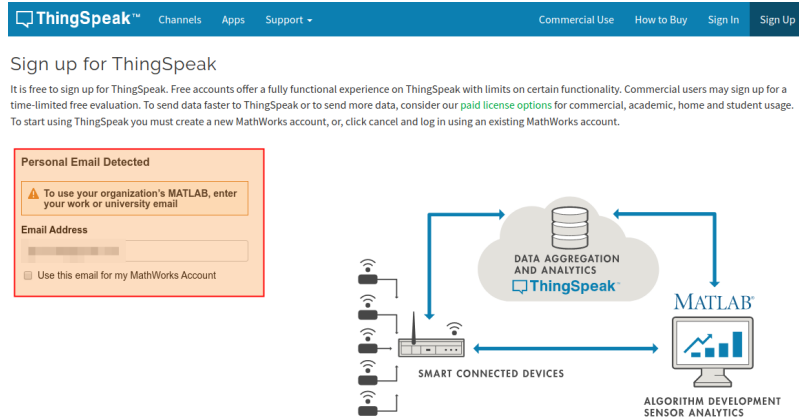 ThingSpeak™ Channels Apps Support Commercial Use How to Buy Sign In Sign Up
Sign up for ThingSpeak
It is free to sign up for ThingSpeak. Free accounts offer a fully functional experience on ThingSpeak with limits on certain functionality. Commercial users may sign up for a
time-limited free evaluation. To send data faster to ThingSpeak or to send more data, consider our paid license options for commercial, academic, home and student usage.
To start using ThingSpeak you must create a new MathWorks account, or, click cancel and log in using an existing MathWorks account.
Personal Email Detected
To use your organization's MATLAB, enter
your work or university email
Email Address
Use this email for my MathWorks Account
DATA AGGREGATION
AND ANALYTICS
ThingSpeak™
MATLAB®
SMART CONNECTED DEVICES
ALGORITHM DEVELOPMENT
SENSOR ANALYTICS